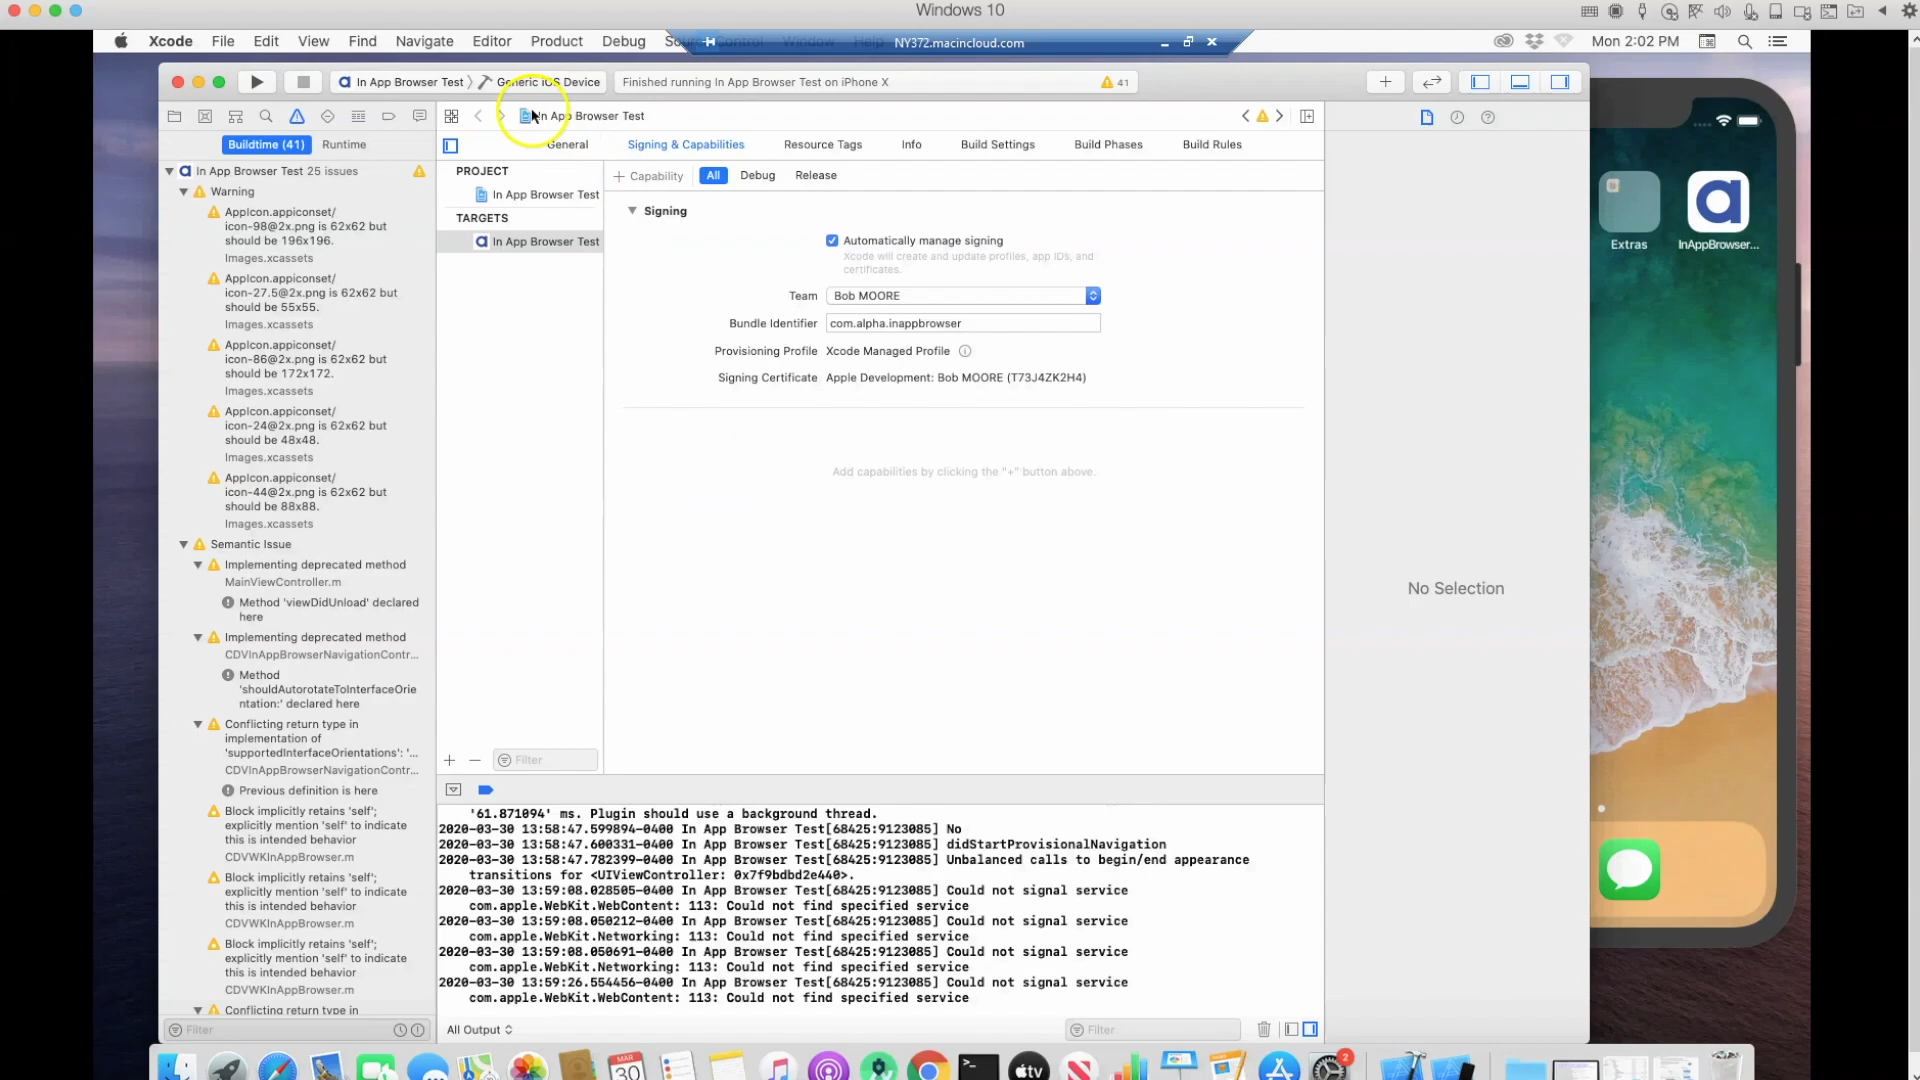 Windows 10
Xcode File Edit View Find Navigate Editor Product Debug Source Control Window Help
NY372.macincloud.com
Mon 2:02 PM
In App Browser Test
Generic iOS Device
Finished running In App Browser Test on iPhone X
41
In App Browser Test
Buildtime (41)
Runtime
General
Signing & Capabilities
Resource Tags
Info
Build Settings
Build Phases
Build Rules
In App Browser Test 25 issues
Warning
AppIcon.appiconset/
icon-98@2x.png is 62x62 but
should be 196x196.
Images.xcassets
AppIcon.appiconset/
icon-27.5@2x.png is 62x62 but
should be 55x55.
Images.xcassets
AppIcon.appiconset/
icon-86@2x.png is 62x62 but
should be 172x172.
Images.xcassets
AppIcon.appiconset/
icon-24@2x.png is 62x62 but
should be 48x48.
Images.xcassets
AppIcon.appiconset/
icon-44@2x.png is 62x62 but
should be 88x88.
Images.xcassets
Semantic Issue
Implementing deprecated method
MainViewController.m
Method 'viewDidUnload' declared
here
Implementing deprecated method
CDVInAppBrowserNavigationContr...
Method
'shouldAutorotateToInterfaceOrie
ntation:' declared here
Conflicting return type in
implementation of
'supportedInterfaceOrientations': '...
CDVInAppBrowserNavigationContr...
Previous definition is here
Block implicitly retains 'self';
explicitly mention 'self' to indicate
this is intended behavior
CDVWKInAppBrowser.m
Block implicitly retains 'self';
explicitly mention 'self' to indicate
this is intended behavior
CDVWKInAppBrowser.m
Block implicitly retains 'self';
explicitly mention 'self' to indicate
this is intended behavior
CDVWKInAppBrowser.m
Conflicting return type in
Filter
PROJECT
In App Browser Test
TARGETS
In App Browser Test
Filter
+ Capability
All
Debug
Release
Signing
Automatically manage signing
Xcode will create and update profiles, app IDs, and
certificates.
Team
Bob MOORE
Bundle Identifier
com.alpha.inappbrowser
Provisioning Profile
Xcode Managed Profile
Signing Certificate
Apple Development: Bob MOORE (T73J4ZK2H4)
Add capabilities by clicking the "+" button above.
'61.871094' ms. Plugin should use a background thread.
2020-03-30 13:58:47.599894-0400 In App Browser Test[68425:9123085] No
2020-03-30 13:58:47.600331-0400 In App Browser Test[68425:9123085] didStartProvisionalNavigation
2020-03-30 13:58:47.782399-0400 In App Browser Test[68425:9123085] Unbalanced calls to begin/end appearance
transitions for <UIViewController: 0x7f9bdbd2e440>.
2020-03-30 13:59:08.028505-0400 In App Browser Test[68425:9123085] Could not signal service
com.apple.WebKit.WebContent: 113: Could not find specified service
2020-03-30 13:59:08.050212-0400 In App Browser Test[68425:9123085] Could not signal service
com.apple.WebKit.Networking: 113: Could not find specified service
2020-03-30 13:59:08.050691-0400 In App Browser Test[68425:9123085] Could not signal service
com.apple.WebKit.Networking: 113: Could not find specified service
2020-03-30 13:59:26.554456-0400 In App Browser Test[68425:9123085] Could not signal service
com.apple.WebKit.WebContent: 113: Could not find specified service
All Output
Filter
No Selection
Extras
InAppBrowser...
MAR
30
tv
2